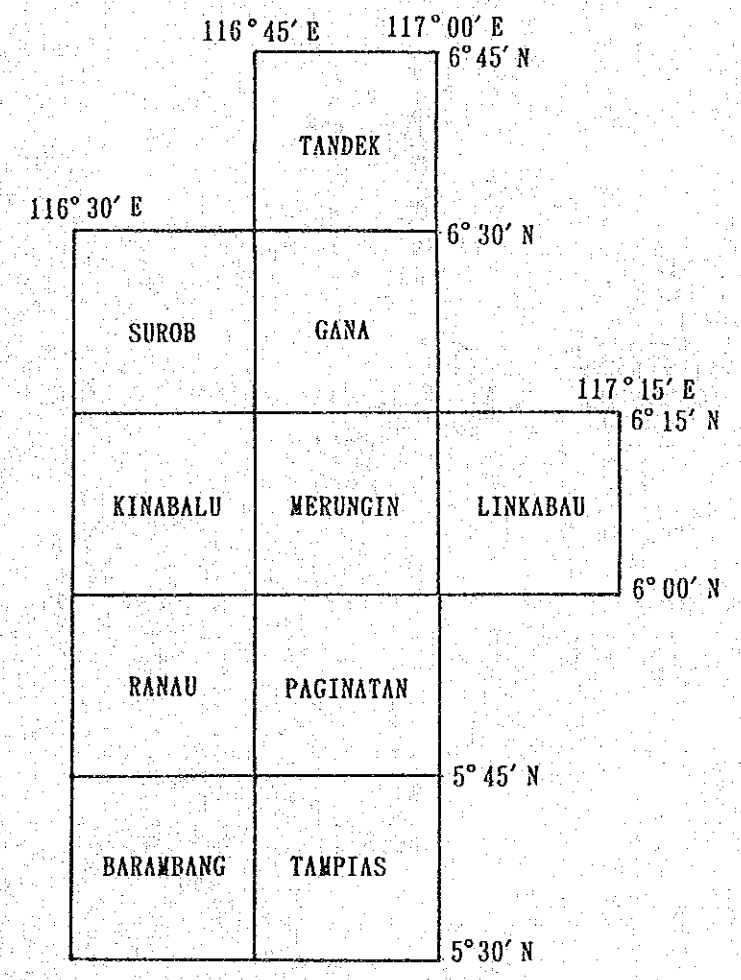 116°45′ E 117°00′ E
6°45′ N
TANDEK
116°30′ E
6°30′ N
SUROB GANA
117°15′ E
6°15′ N
KINABALU MERUNGIN LINKABAU
6°00′ N
RANAU PAGINATAN
5°45′ N
BARAMBANG TAMPIAS
5°30′ N